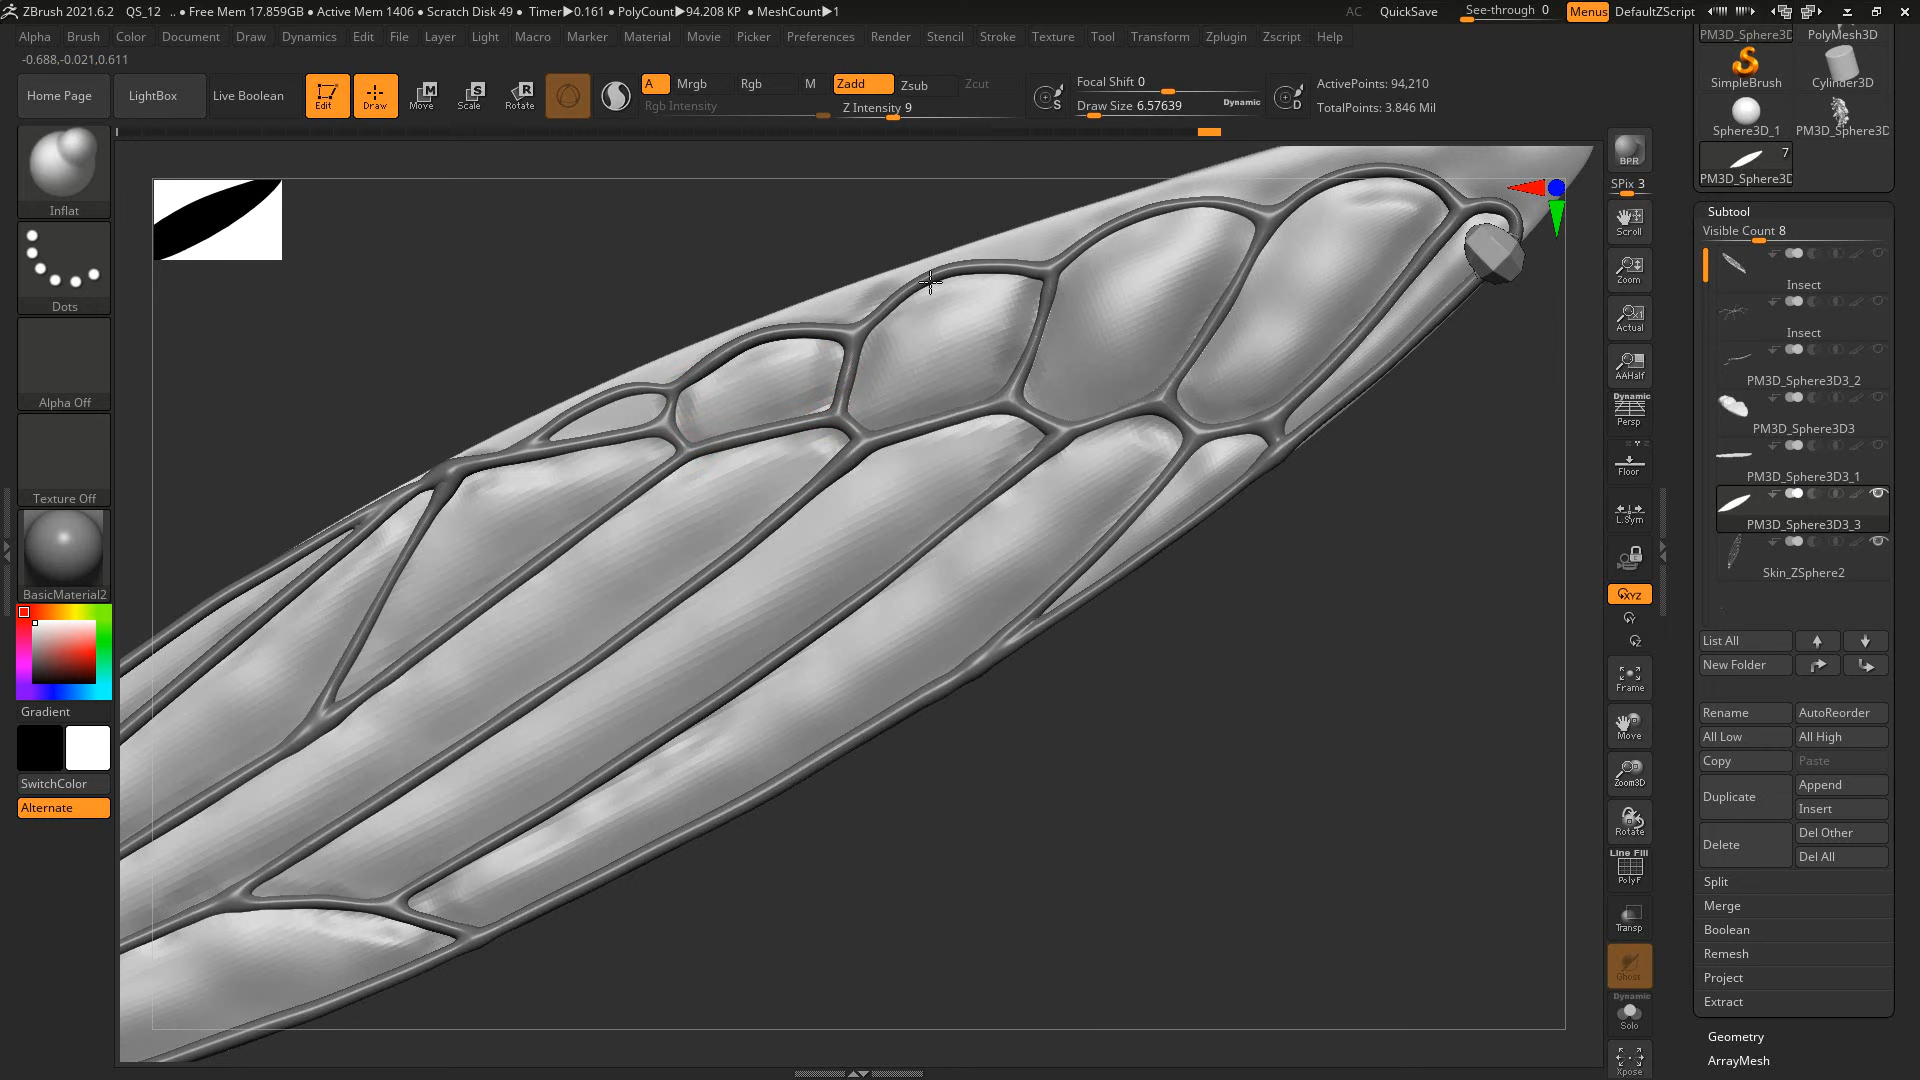 ZBrush 2021.6.2 QS_12 .. • Free Mem 17.859GB • Active Mem 1406 • Scratch Disk 49 • Timer▶0.161 • PolyCount▶94.208 KP • MeshCount▶1 AC QuickSave See-through 0 Menus DefaultZScript
Alpha Brush Color Document Draw Dynamics Edit File Layer Light Macro Marker Material Movie Picker Preferences Render Stencil Stroke Texture Tool Transform Zplugin Zscript Help
-0.688,-0.021,0.611
Home Page LightBox Live Boolean Edit Draw Move Scale Rotate
A Mrgb Rgb M Zadd Zsub Zcut
Rgb Intensity Z Intensity 9
Focal Shift 0
Draw Size 6.57639 Dynamic
ActivePoints: 94,210
TotalPoints: 3.846 Mil
Inflat
Dots
Alpha Off
Texture Off
BasicMaterial2
Gradient
SwitchColor
Alternate
BPR
SPix 3
Scroll
Zoom
Actual
AAHalf
Dynamic
Persp
Floor
L.Sym
XYZ
Frame
Move
Zoom3D
Rotate
Line Fill
PolyF
Transp
Ghost
Dynamic
Solo
Xpose
PM3D_Sphere3D PolyMesh3D
SimpleBrush Cylinder3D
Sphere3D_1 PM3D_Sphere3D
7
PM3D_Sphere3D
Subtool
Visible Count 8
Insect
Insect
PM3D_Sphere3D3_2
PM3D_Sphere3D3
PM3D_Sphere3D3_1
PM3D_Sphere3D3_3
Skin_ZSphere2
List All
New Folder
Rename AutoReorder
All Low All High
Copy Paste
Duplicate Append
Insert
Delete Del Other
Del All
Split
Merge
Boolean
Remesh
Project
Extract
Geometry
ArrayMesh